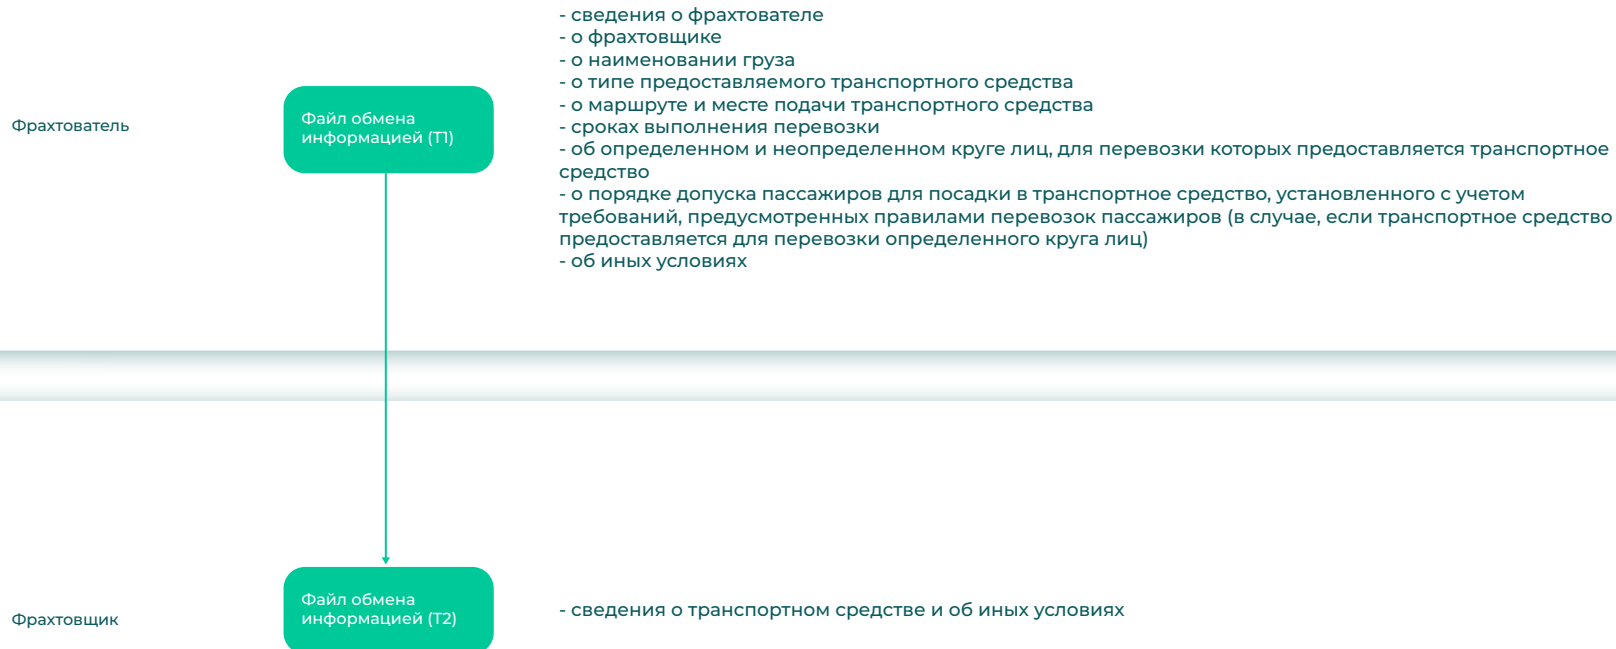 - сведения о фрахтователе
- о фрахтовщике
- о наименовании груза
- о типе предоставляемого транспортного средства
- о маршруте и месте подачи транспортного средства
- сроках выполнения перевозки
- об определенном и неопределенном круге лиц, для перевозки которых предоставляется транспортное
средство
- о порядке допуска пассажиров для посадки в транспортное средство, установленного с учетом
требований, предусмотренных правилами перевозок пассажиров (в случае, если транспортное средство
предоставляется для перевозки определенного круга лиц)
- об иных условиях
Фрахтователь
Файл обмена
информацией (Т1)
Фрахтовщик
Файл обмена
информацией (Т2)
- сведения о транспортном средстве и об иных условиях